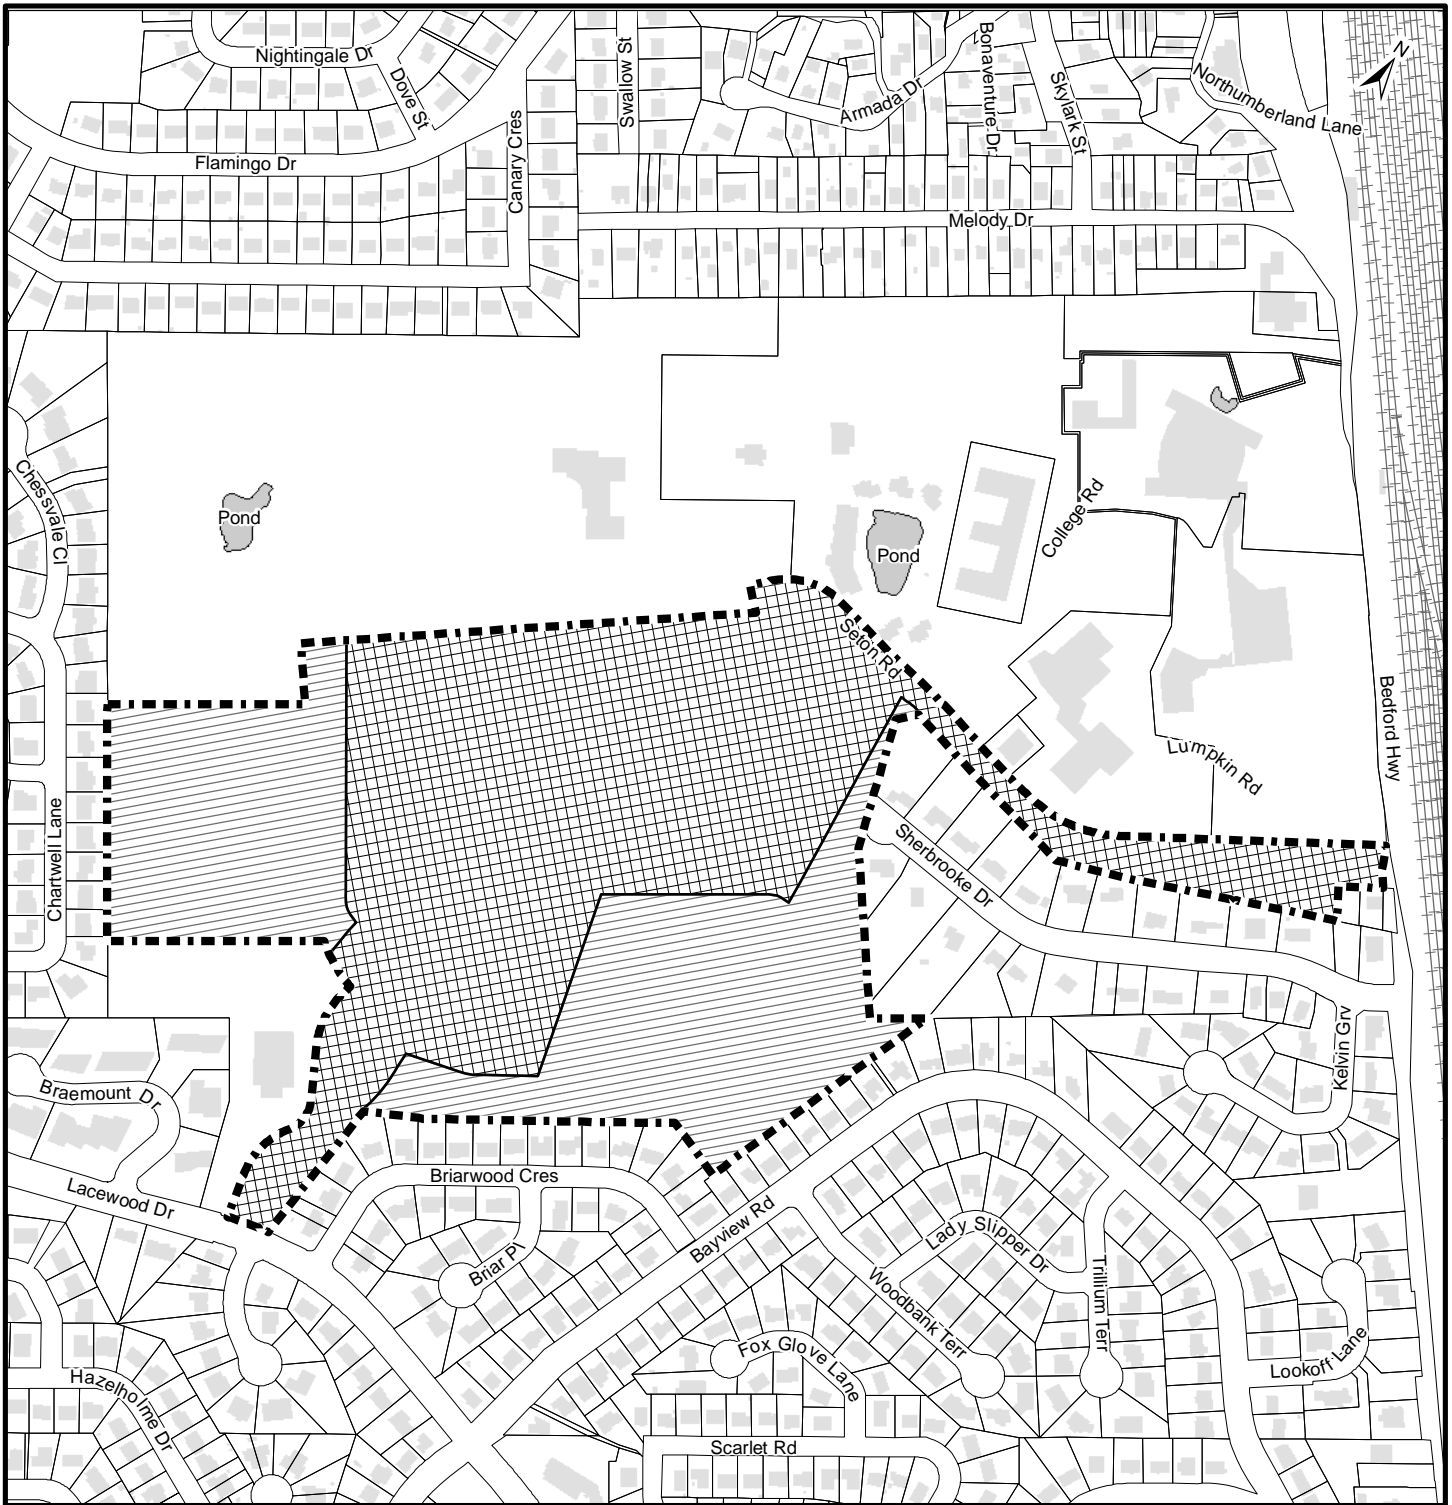 Nightingale Dr
Dove St
Swallow St
Armada Dr
Bonaventure Dr
Skylark St
Northumberland Lane
N
Flamingo Dr
Canary Cres
Melody Dr
Chessvale Cl
Pond
Pond
College Rd
Seton Rd
Bedford Hwy
Lumpkin Rd
Chartwell Lane
Sherbrooke Dr
Kelvin Grv
Braemount Dr
Lacewood Dr
Briarwood Cres
Briar Pl
Bayview Rd
Lady Slipper Dr
Woodbank Terr
Trillium Terr
Fox Glove Lane
Lookoff Lane
Hazelholme Dr
Scarlet Rd